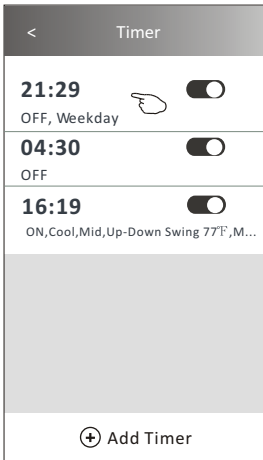 < Timer
21:29
OFF, Weekday
04:30
OFF
16:19
ON,Cool,Mid,Up-Down Swing 77℉,M...
Add Timer